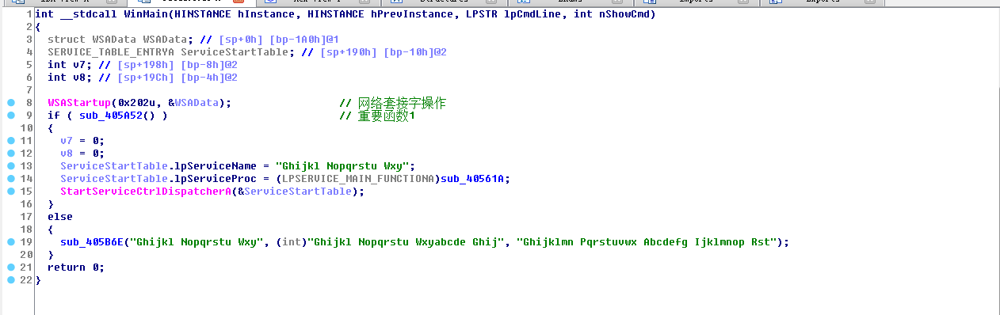 1 int __stdcall WinMain(HINSTANCE hInstance, HINSTANCE hPrevInstance, LPSTR lpCmdLine, int nShowCmd)
2 {
3 struct WSAData WSAData; // [sp+0h] [bp-1A0h]@1
4 SERVICE_TABLE_ENTRYA ServiceStartTable; // [sp+190h] [bp-10h]@2
5 int v7; // [sp+198h] [bp-8h]@2
6 int v8; // [sp+19Ch] [bp-4h]@2
7
8 WSAStartup(0x202u, &WSAData); // 网络套接字操作
9 if ( sub_405A52() ) // 重要函数1
10 {
11 v7 = 0;
12 v8 = 0;
13 ServiceStartTable.lpServiceName = "Ghijkl Nopqrstu Wxy";
14 ServiceStartTable.lpServiceProc = (LPSERVICE_MAIN_FUNCTIONA)sub_40561A;
15 StartServiceCtrlDispatcherA(&ServiceStartTable);
16 }
17 else
18 {
19 sub_405B6E("Ghijkl Nopqrstu Wxy", (int)"Ghijkl Nopqrstu Wxyabcde Ghij", "Ghijklmn Pqrstuvwx Abcdefg Ijklmnop Rst");
20 }
21 return 0;
22 }